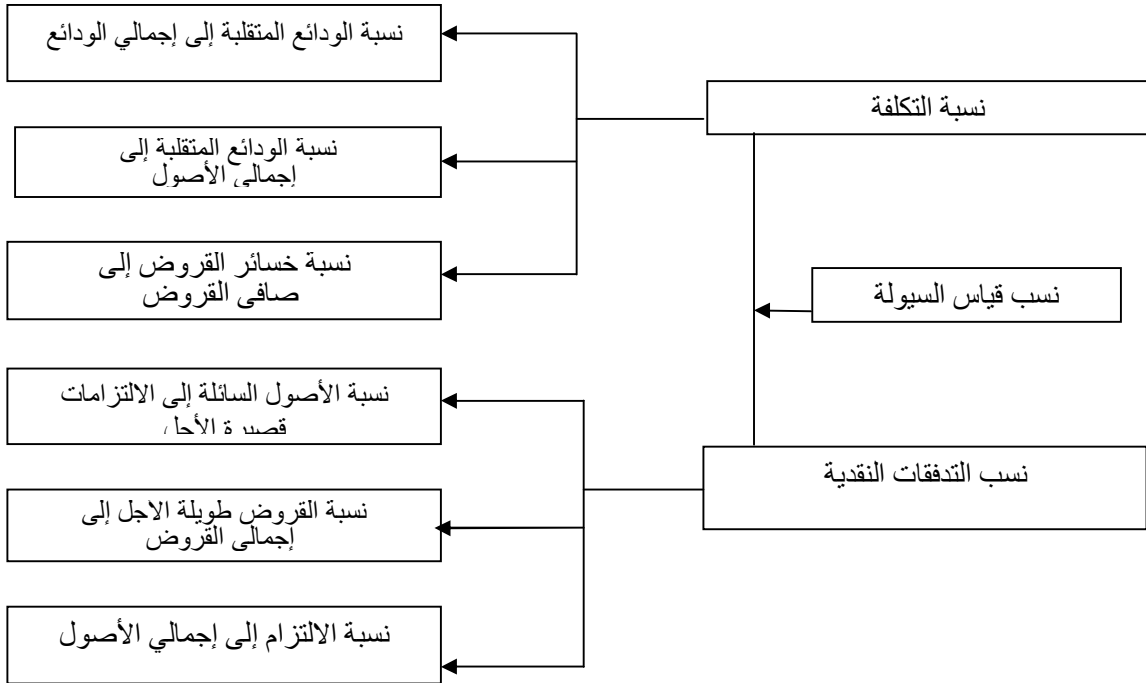 نسبة الودائع المتقلبة إلى إجمالي الودائع
نسبة التكلفة
نسبة الودائع المتقلبة إلى
إجمالي الأصول
نسبة خسائر القروض إلى
صافي القروض
نسب قياس السيولة
نسبة الأصول السائلة إلى الالتزامات
قصيرة الأجل
نسب التدفقات النقدية
نسبة القروض طويلة الاجل إلى
إجمالي القروض
نسبة الالتزام إلى إجمالي الأصول